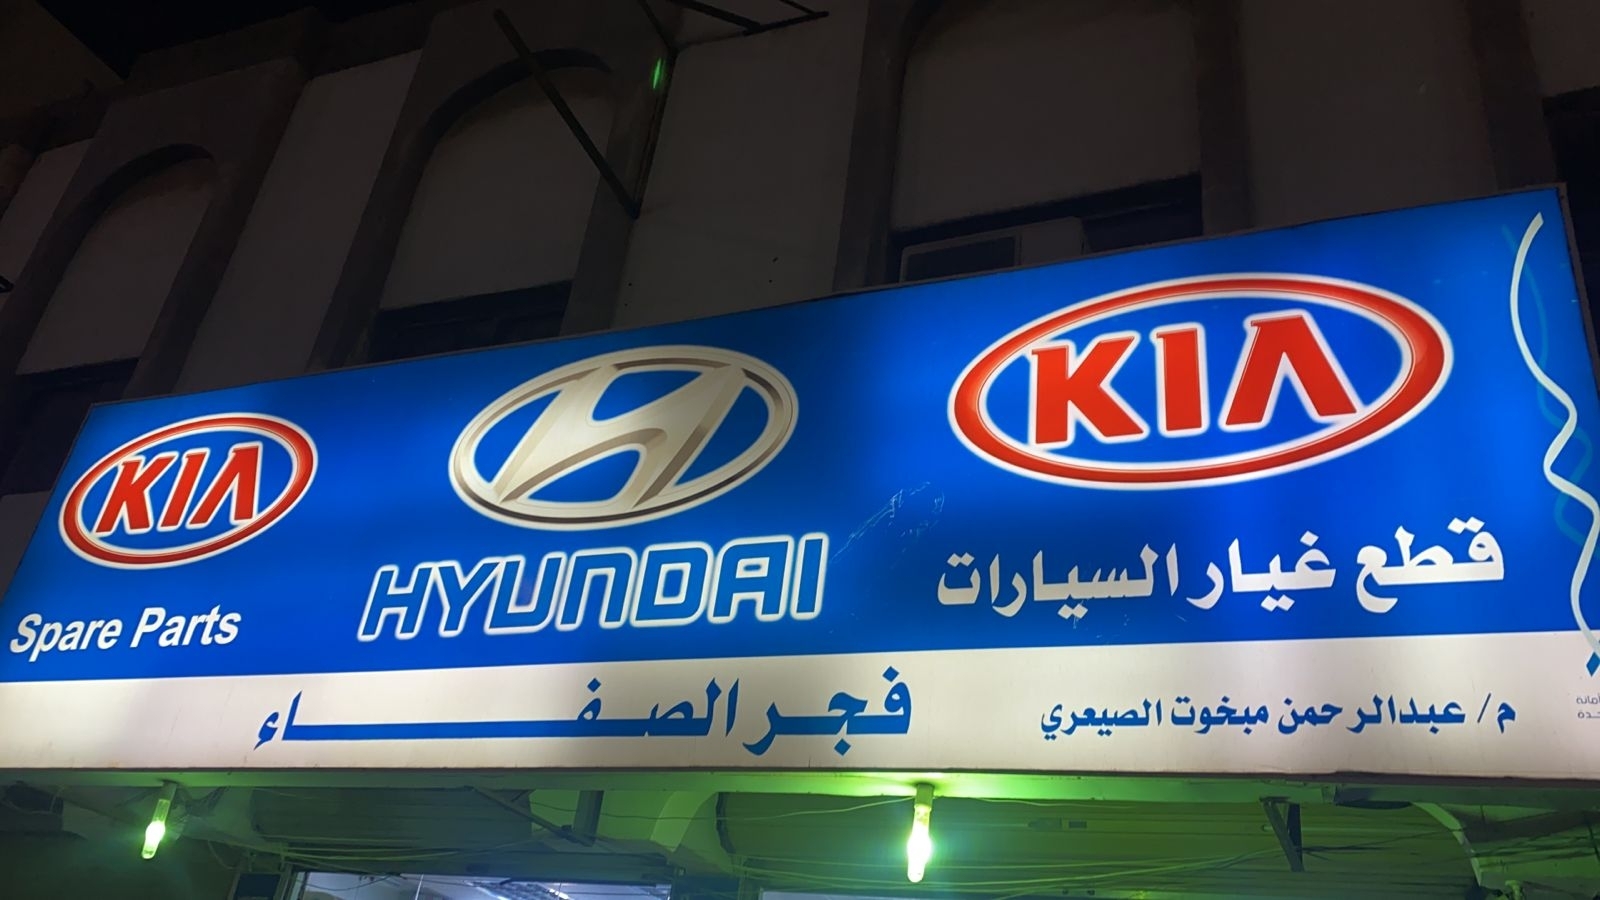 KIA
Spare Parts
HYUNDAI
KIA
قطع غيار السيارات
فجر الصفاء
م/ عبدالرحمن مبخوت الصيعري